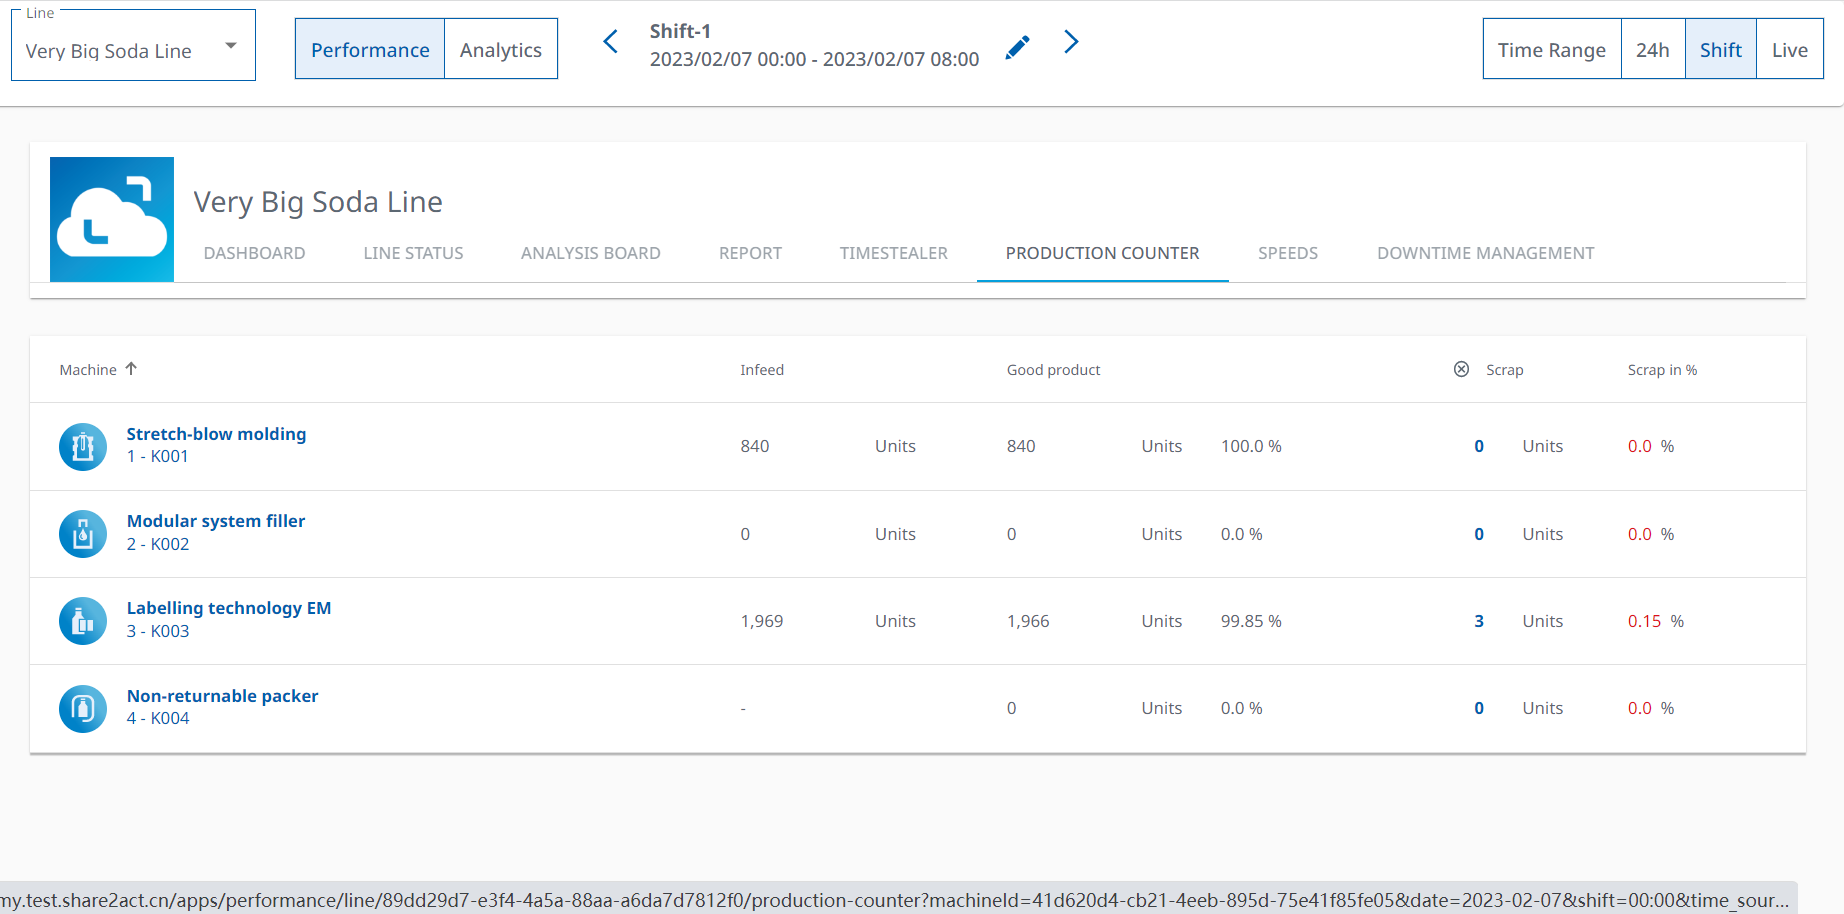 Line
Very Big Soda Line
Performance
Analytics
Shift-1
2023/02/07 00:00 - 2023/02/07 08:00
Time Range
24h
Shift
Live
Very Big Soda Line
DASHBOARD
LINE STATUS
ANALYSIS BOARD
REPORT
TIMESTEALER
PRODUCTION COUNTER
SPEEDS
DOWNTIME MANAGEMENT
Machine Infeed Good product Scrap Scrap in %
Stretch-blow molding
1 - K001
840 Units 840 Units 100.0 % 0 Units 0.0 %
Modular system filler
2 - K002
0 Units 0 Units 0.0 % 0 Units 0.0 %
Labelling technology EM
3 - K003
1,969 Units 1,966 Units 99.85 % 3 Units 0.15 %
Non-returnable packer
4 - K004
- 0 Units 0.0 % 0 Units 0.0 %
my.test.share2act.cn/apps/performance/line/89dd29d7-e3f4-4a5a-88aa-a6da7d7812f0/production-counter?machineId=41d620d4-cb21-4eeb-895d-75e41f85fe05&date=2023-02-07&shift=00:00&time_sour...